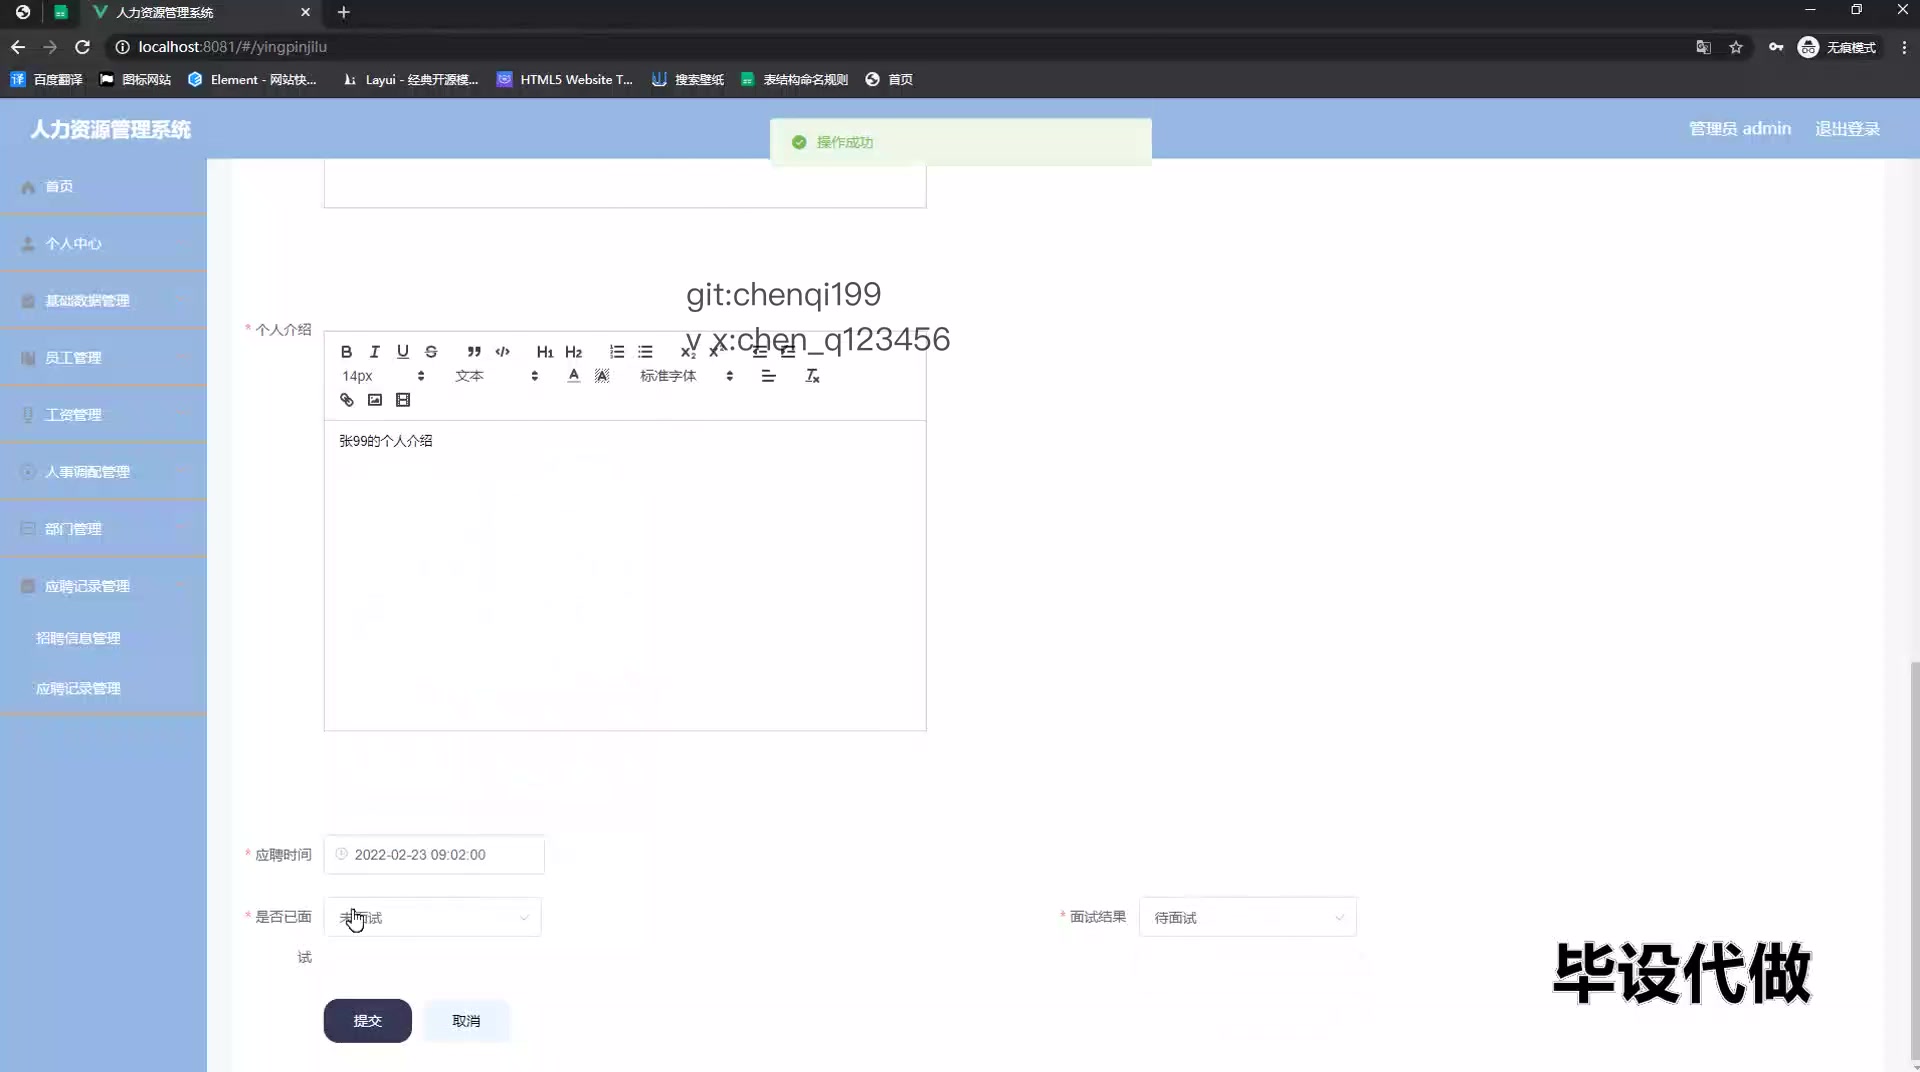 人力资源管理系统
localhost:8081/#/yingpinjilu
无痕模式
百度翻译
图标网站
Element - 网站快...
Layui - 经典开源模...
HTML5 Website T...
搜索壁纸
表结构命名规则
首页
人力资源管理系统
操作成功
管理员 admin
退出登录
首页
个人中心
基础数据管理
员工管理
工资管理
人事调配管理
部门管理
应聘记录管理
招聘信息管理
应聘记录管理
git:chenqi199
v x:chen_q123456
* 个人介绍
14px
文本
标准字体
张99的个人介绍
* 应聘时间
2022-02-23 09:02:00
* 是否已面试
未面试
* 面试结果
待面试
提交
取消
毕设代做